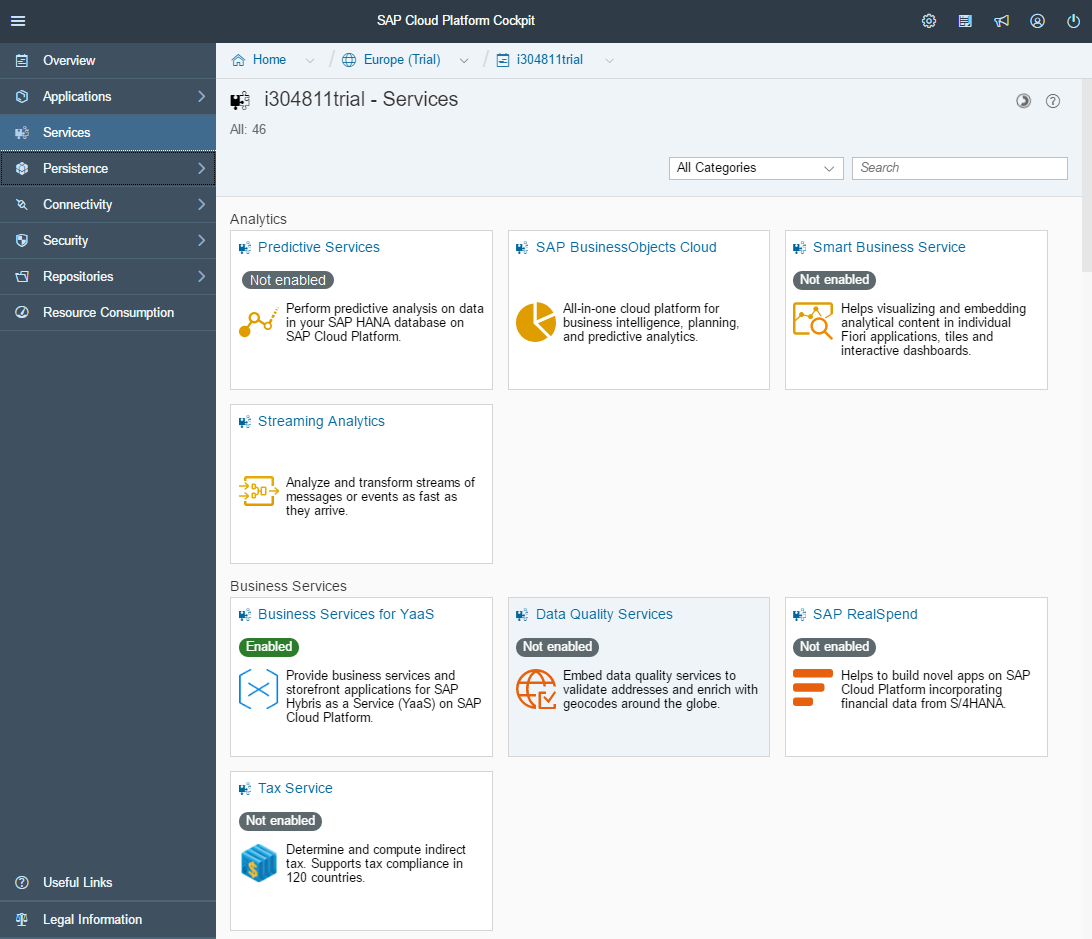 SAP Cloud Platform Cockpit
Overview
Applications
Services
Persistence
Connectivity
Security
Repositories
Resource Consumption
Useful Links
Legal Information
Home
Europe (Trial)
i304811trial
i304811trial - Services
All: 46
All Categories
Search
Analytics
Predictive Services
Not enabled
Perform predictive analysis on data
in your SAP HANA database on
SAP Cloud Platform.
SAP BusinessObjects Cloud
All-in-one cloud platform for
business intelligence, planning,
and predictive analytics.
Smart Business Service
Not enabled
Helps visualizing and embedding
analytical content in individual
Fiori applications, tiles and
interactive dashboards.
Streaming Analytics
Analyze and transform streams of
messages or events as fast as
they arrive.
Business Services
Business Services for YaaS
Enabled
Provide business services and
storefront applications for SAP
Hybris as a Service (YaaS) on SAP
Cloud Platform.
Data Quality Services
Not enabled
Embed data quality services to
validate addresses and enrich with
geocodes around the globe.
SAP RealSpend
Not enabled
Helps to build novel apps on SAP
Cloud Platform incorporating
financial data from S/4HANA.
Tax Service
Not enabled
Determine and compute indirect
tax. Supports tax compliance in
120 countries.